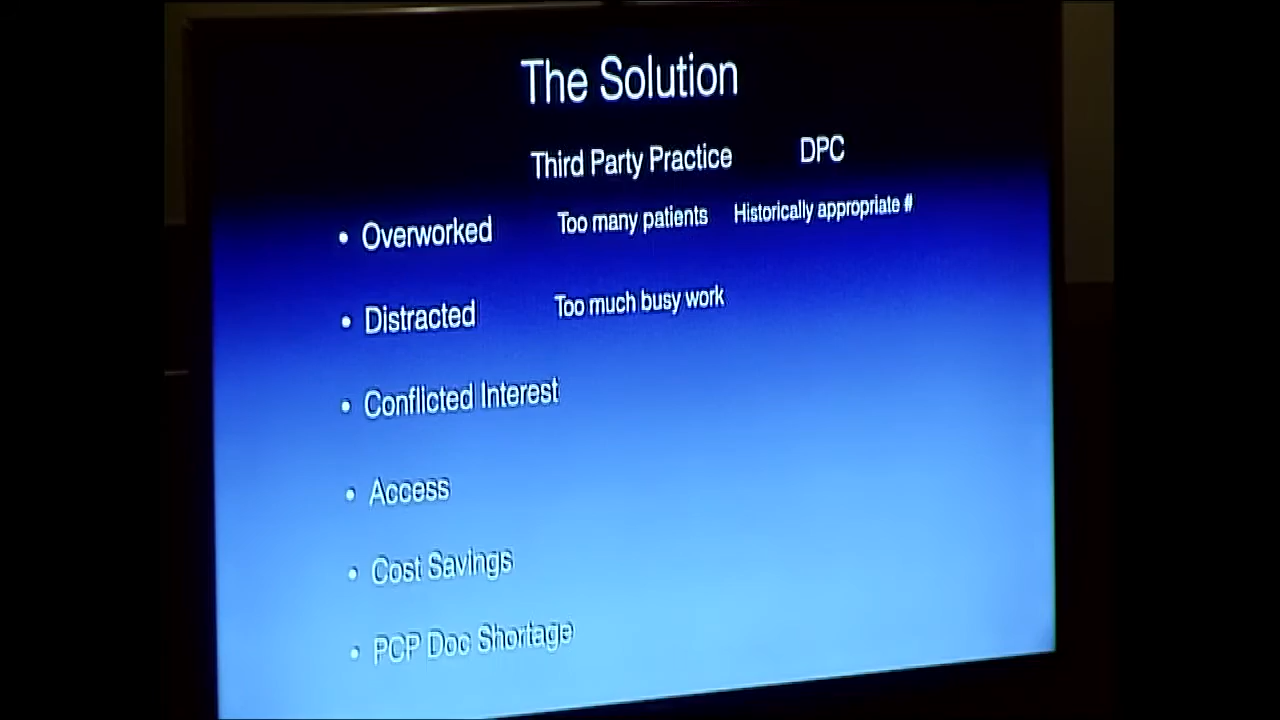 The Solution
Third Party Practice DPC
• Overworked Too many patients Historically appropriate #
• Distracted Too much busy work
• Conflicted Interest
• Access
• Cost Savings
• PCP Doc Shortage